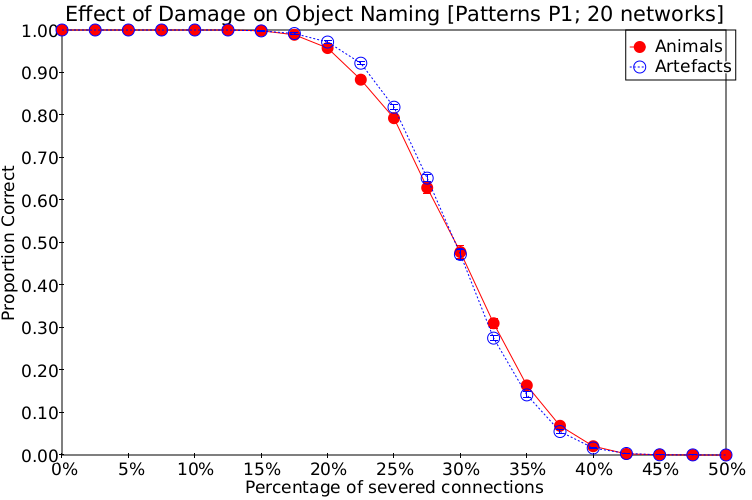 Effect of Damage on Object Naming [Patterns P1; 20 networks]
Animals
Artefacts
Proportion Correct
1.00
0.90
0.80
0.70
0.60
0.50
0.40
0.30
0.20
0.10
0.00
0% 5% 10% 15% 20% 25% 30% 35% 40% 45% 50%
Percentage of severed connections